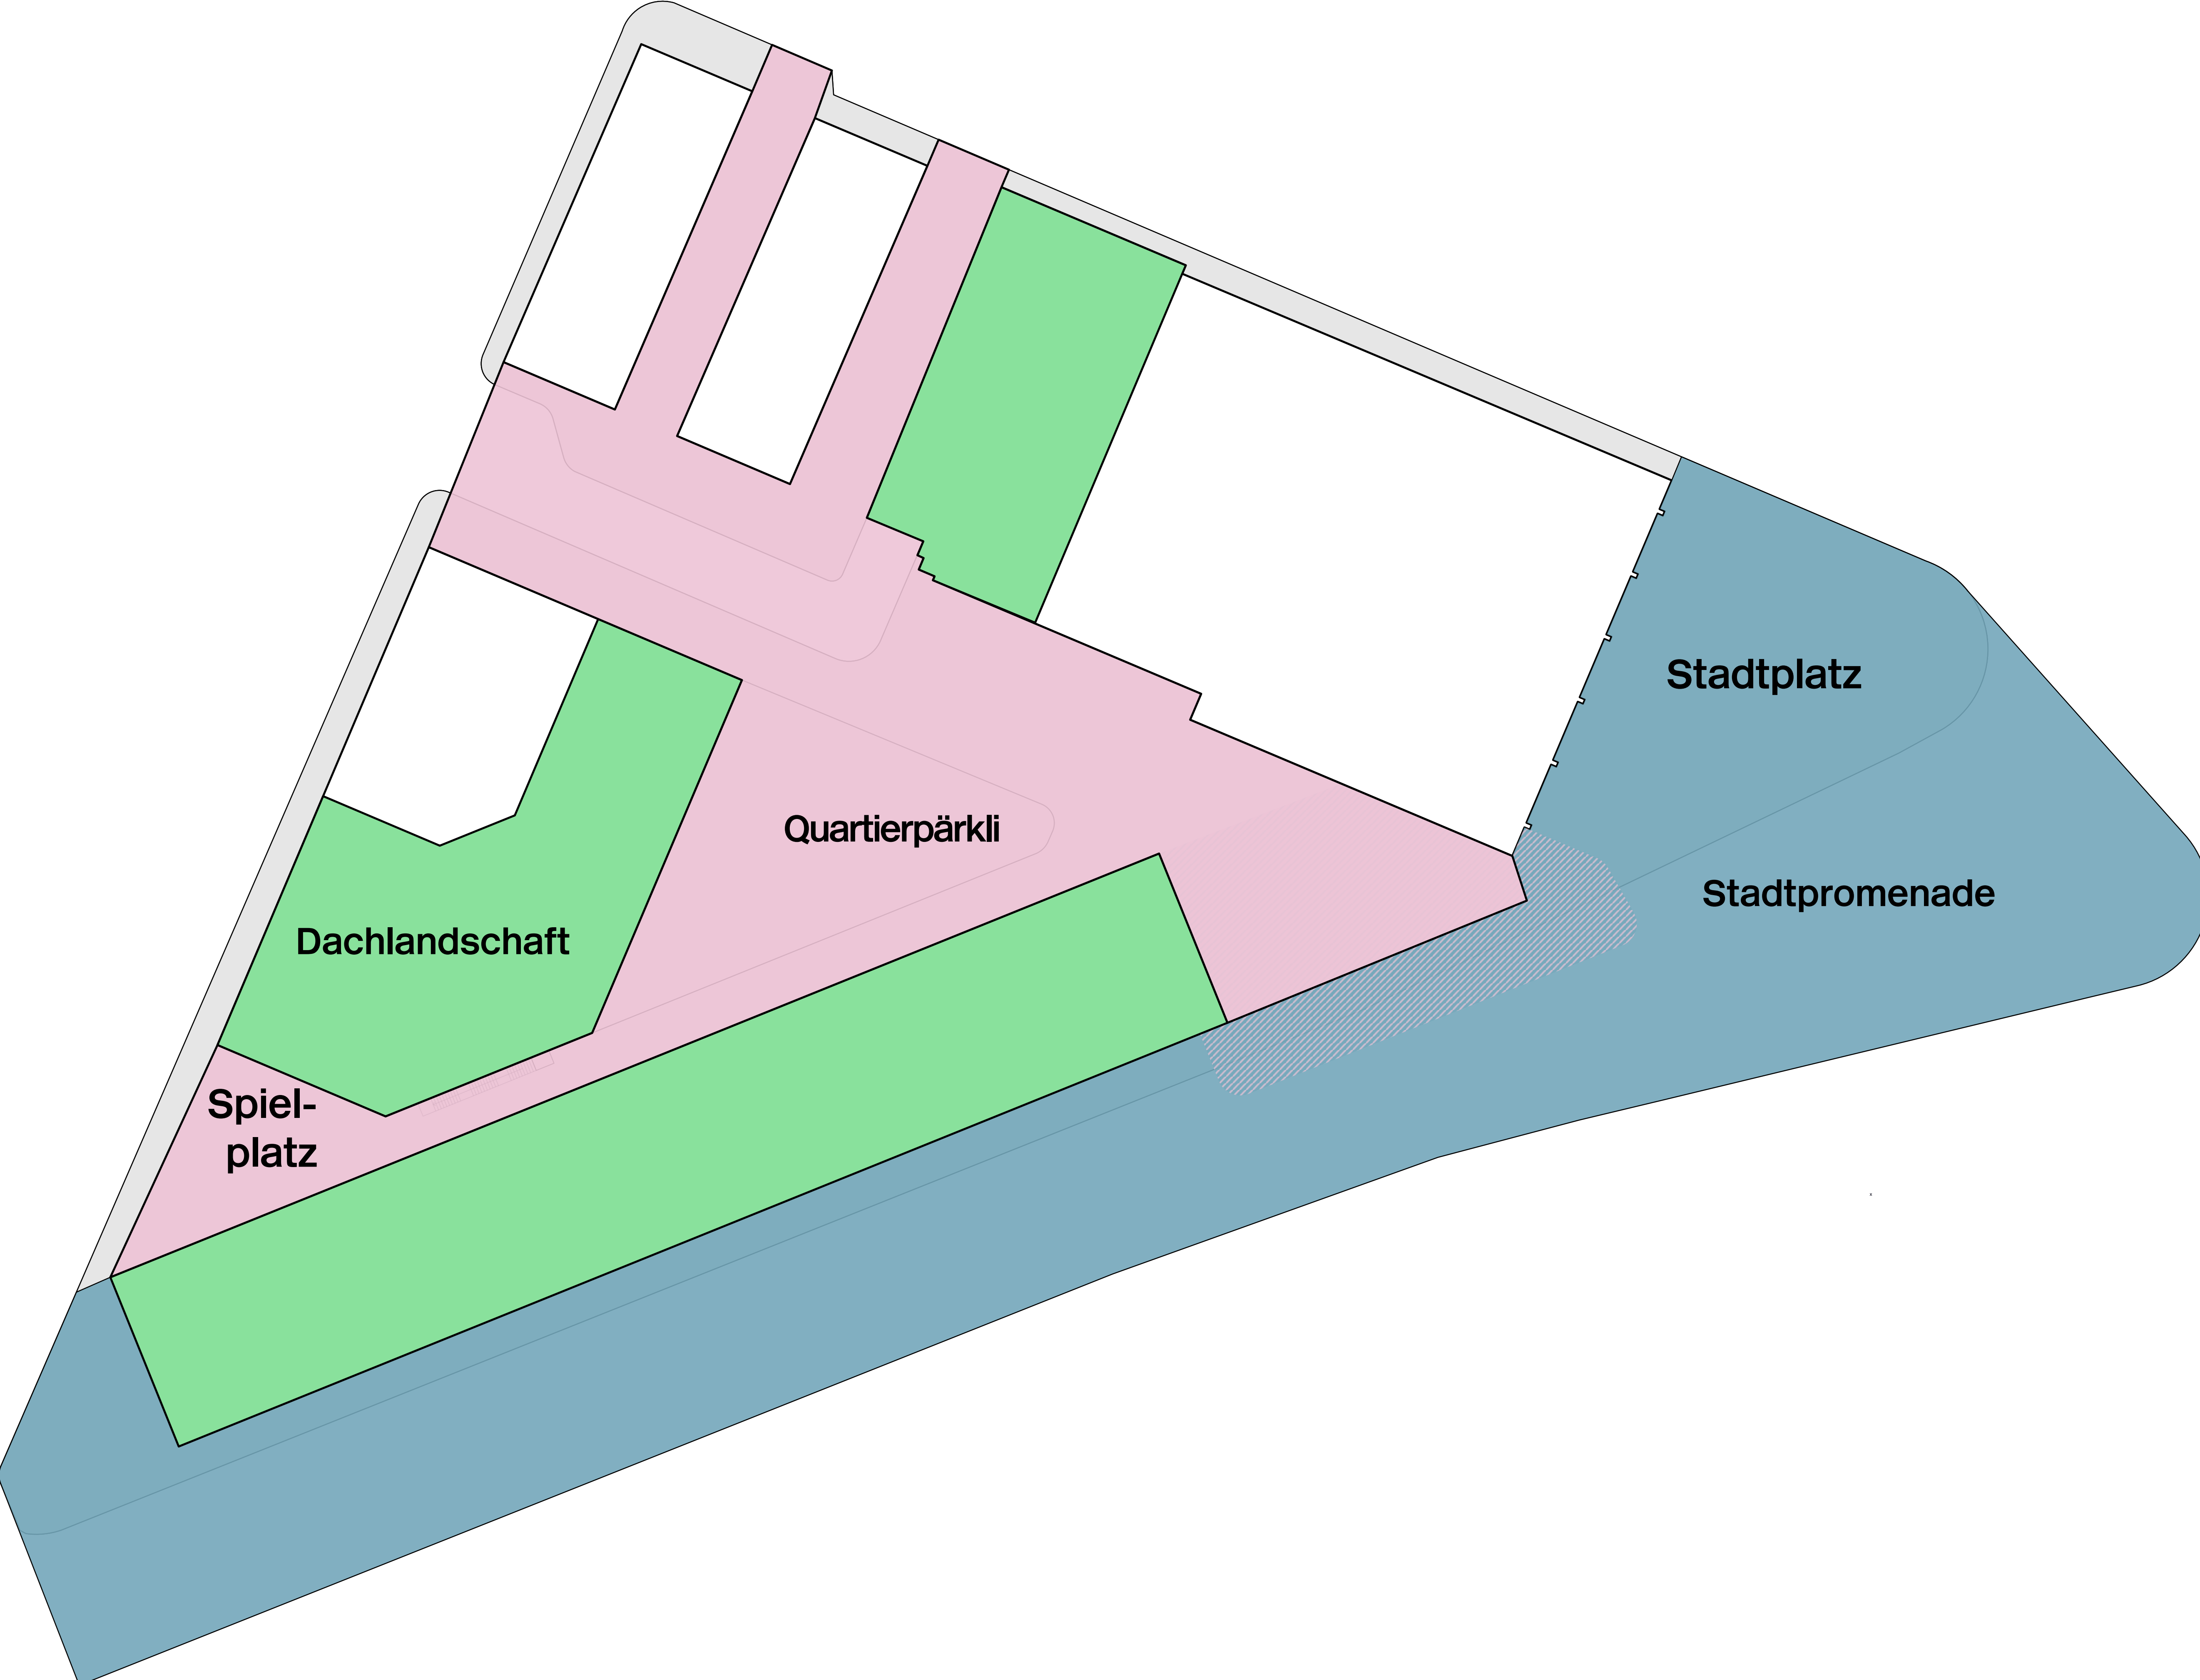 Stadtplatz
Quartierpärkli
Stadtpromenade
Dachlandschaft
Spiel-
platz